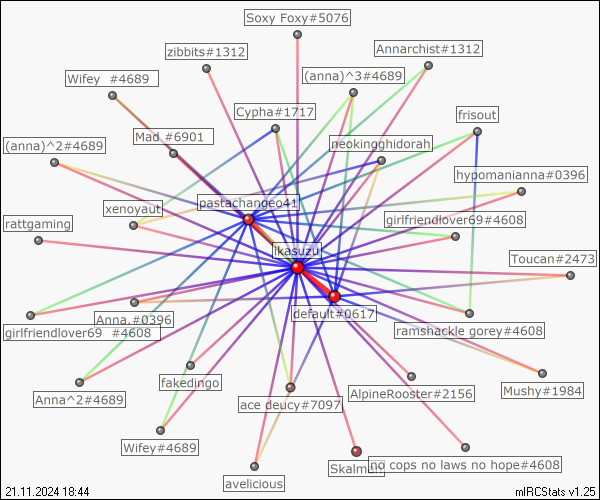 Soxy Foxy#5076
zibbits#1312
Annarchist#1312
Wifey  #4689
(anna)^3#4689
Cypha#1717
frisout
Mad #6901
neokingghidorah
(anna)^2#4689
hypomanianna#0396
pastachangeo41
xenoyaut
girlfriendlover69#4608
rattgaming
ikasuzu
Toucan#2473
default#0617
Anna.#0396
girlfriendlover69  #4608
ramshackle gorey#4608
fakedingo
Anna^2#4689
ace deucy#7097
AlpineRooster#2156
Mushy#1984
Wifey#4689
Skalmen
no cops no laws no hope#4608
avelicious
21.11.2024 18:44
mIRCStats v1.25